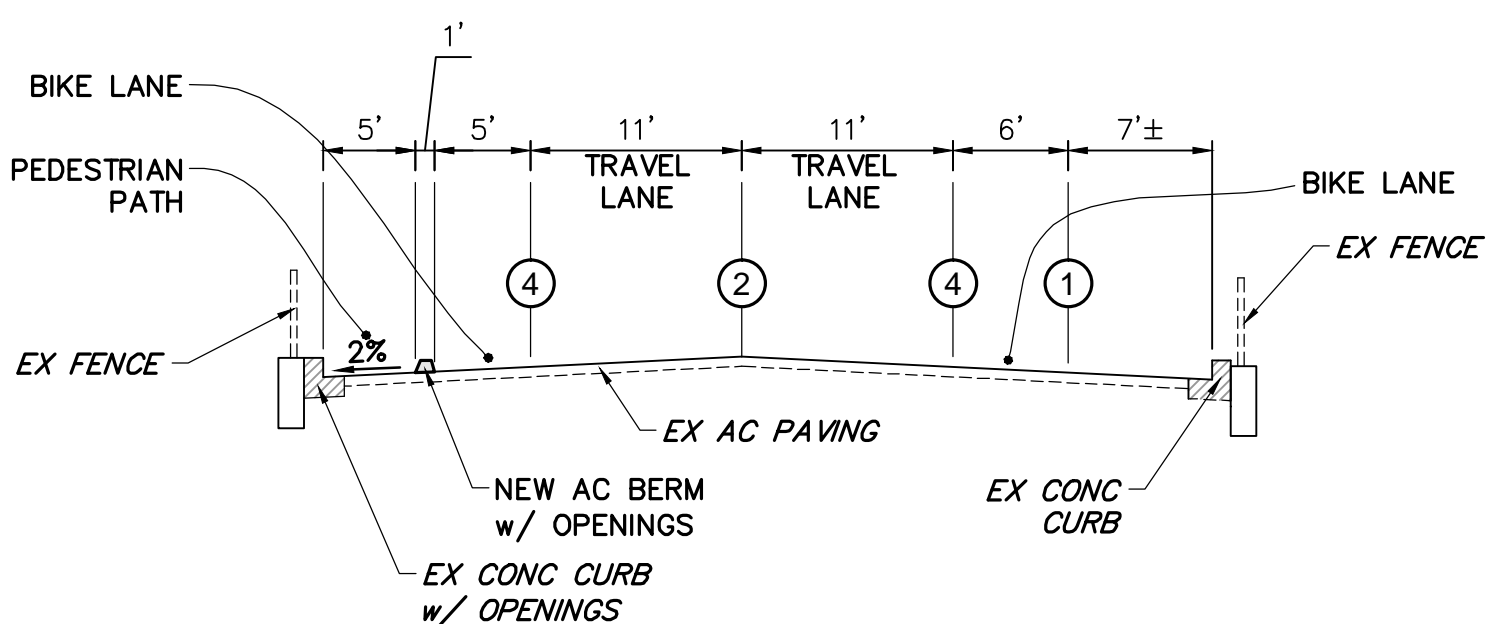 1'
BIKE LANE
5'
5'
11'
11'
6'
7'±
PEDESTRIAN
PATH
TRAVEL
LANE
TRAVEL
LANE
BIKE LANE
EX FENCE
4
2
4
1
EX FENCE
2%
EX AC PAVING
NEW AC BERM
w/ OPENINGS
EX CONC
CURB
EX CONC CURB
w/ OPENINGS